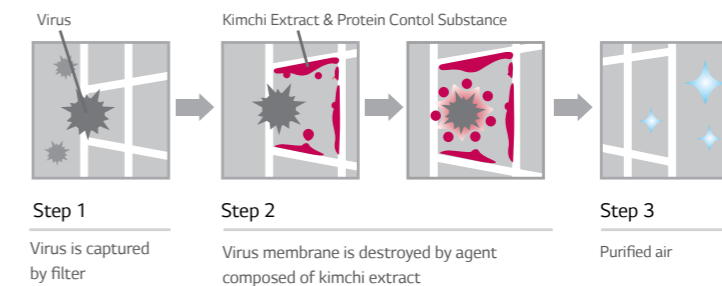 Virus
Kimchi Extract & Protein Contol Substance
Step 1
Virus is captured
by filter
Step 2
Virus membrane is destroyed by agent
composed of kimchi extract
Step 3
Purified air